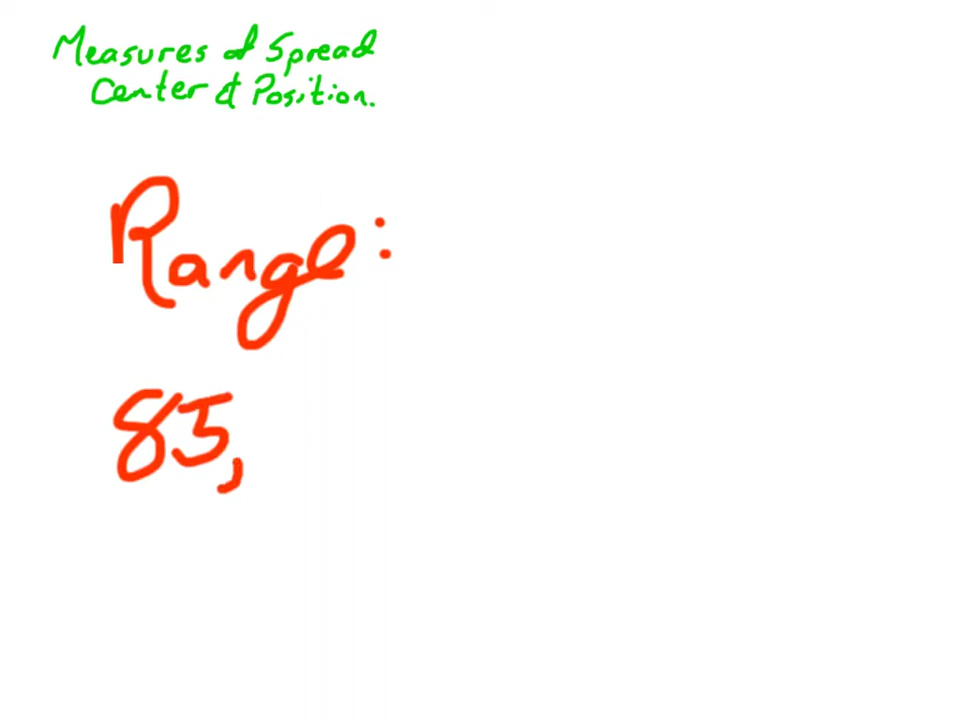 Measures of Spread
Center & Position.
Range:
85,